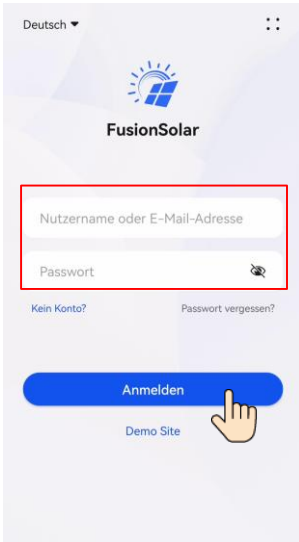 Deutsch
FusionSolar
Nutzername oder E-Mail-Adresse
Passwort
Kein Konto? Passwort vergessen?
Anmelden
Demo Site